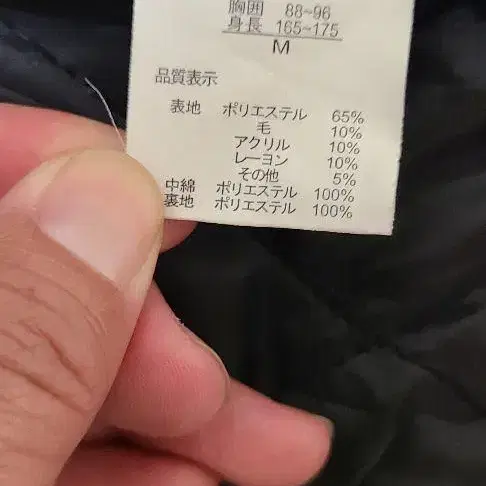 胸囲 88~96
身長 165~175
M
品質表示
表地 ポリエステル 65%
毛 10%
アクリル 10%
レーヨン 10%
その他 5%
中綿 ポリエステル 100%
裏地 ポリエステル 100%